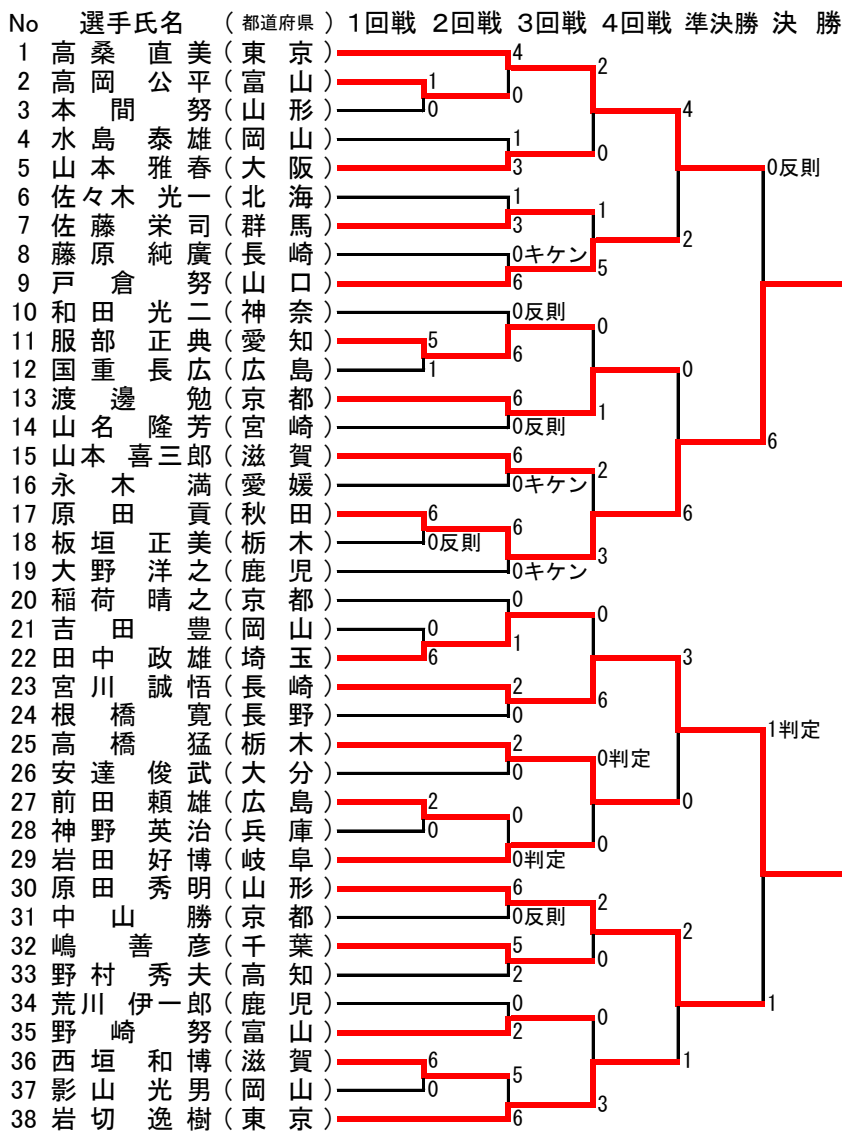 No 選手氏名 (都道府県) 1回戦 2回戦 3回戦 4回戦 準決勝 決勝
1 高桑 直美 (東京) 4
2
2 高岡 公平 (富山) 1
0
3 本間 努 (山形) 0
4
4 水島 泰雄 (岡山) 1
0
5 山本 雅春 (大阪) 3
0反則
6 佐々木 光一 (北海) 1
7 佐藤 栄司 (群馬) 3
1
2
8 藤原 純廣 (長崎) 0キケン
5
9 戸倉 努 (山口) 6
10 和田 光二 (神奈) 0反則
0
11 服部 正典 (愛知) 5
6
12 国重 長広 (広島) 1
0
13 渡邊 勉 (京都) 6
1
14 山名 隆芳 (宮崎) 0反則
6
15 山本 喜三郎 (滋賀) 6
2
16 永木 満 (愛媛) 0キケン
17 原田 貢 (秋田) 6
6
6
18 板垣 正美 (栃木) 0反則
3
19 大野 洋之 (鹿児) 0キケン
20 稲荷 晴之 (京都) 0
0
21 吉田 豊 (岡山) 0
1
22 田中 政雄 (埼玉) 6
3
23 宮川 誠悟 (長崎) 2
6
24 根橋 寛 (長野) 0
1判定
25 高橋 猛 (栃木) 2
0判定
26 安達 俊武 (大分) 0
27 前田 頼雄 (広島) 2
0
0
28 神野 英治 (兵庫) 0
0
29 岩田 好博 (岐阜) 0判定
30 原田 秀明 (山形) 6
2
31 中山 勝 (京都) 0反則
2
32 嶋 善彦 (千葉) 5
0
33 野村 秀夫 (高知) 2
34 荒川 伊一郎 (鹿児) 0
1
0
35 野崎 努 (富山) 2
36 西垣 和博 (滋賀) 6
1
5
37 影山 光男 (岡山) 0
3
38 岩切 逸樹 (東京) 6